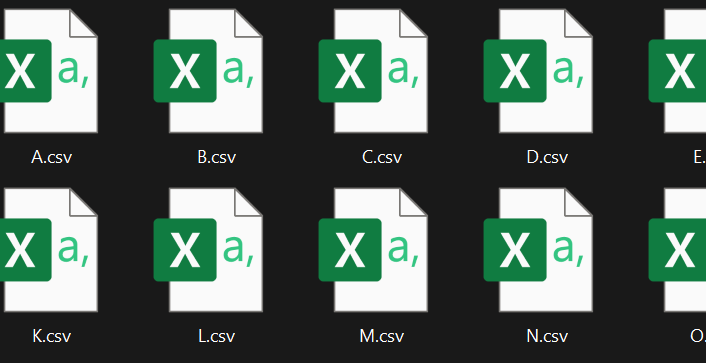 X a, X a, X a, X a, X
A.csv B.csv C.csv D.csv E.
X a, X a, X a, X a, X
K.csv L.csv M.csv N.csv O.